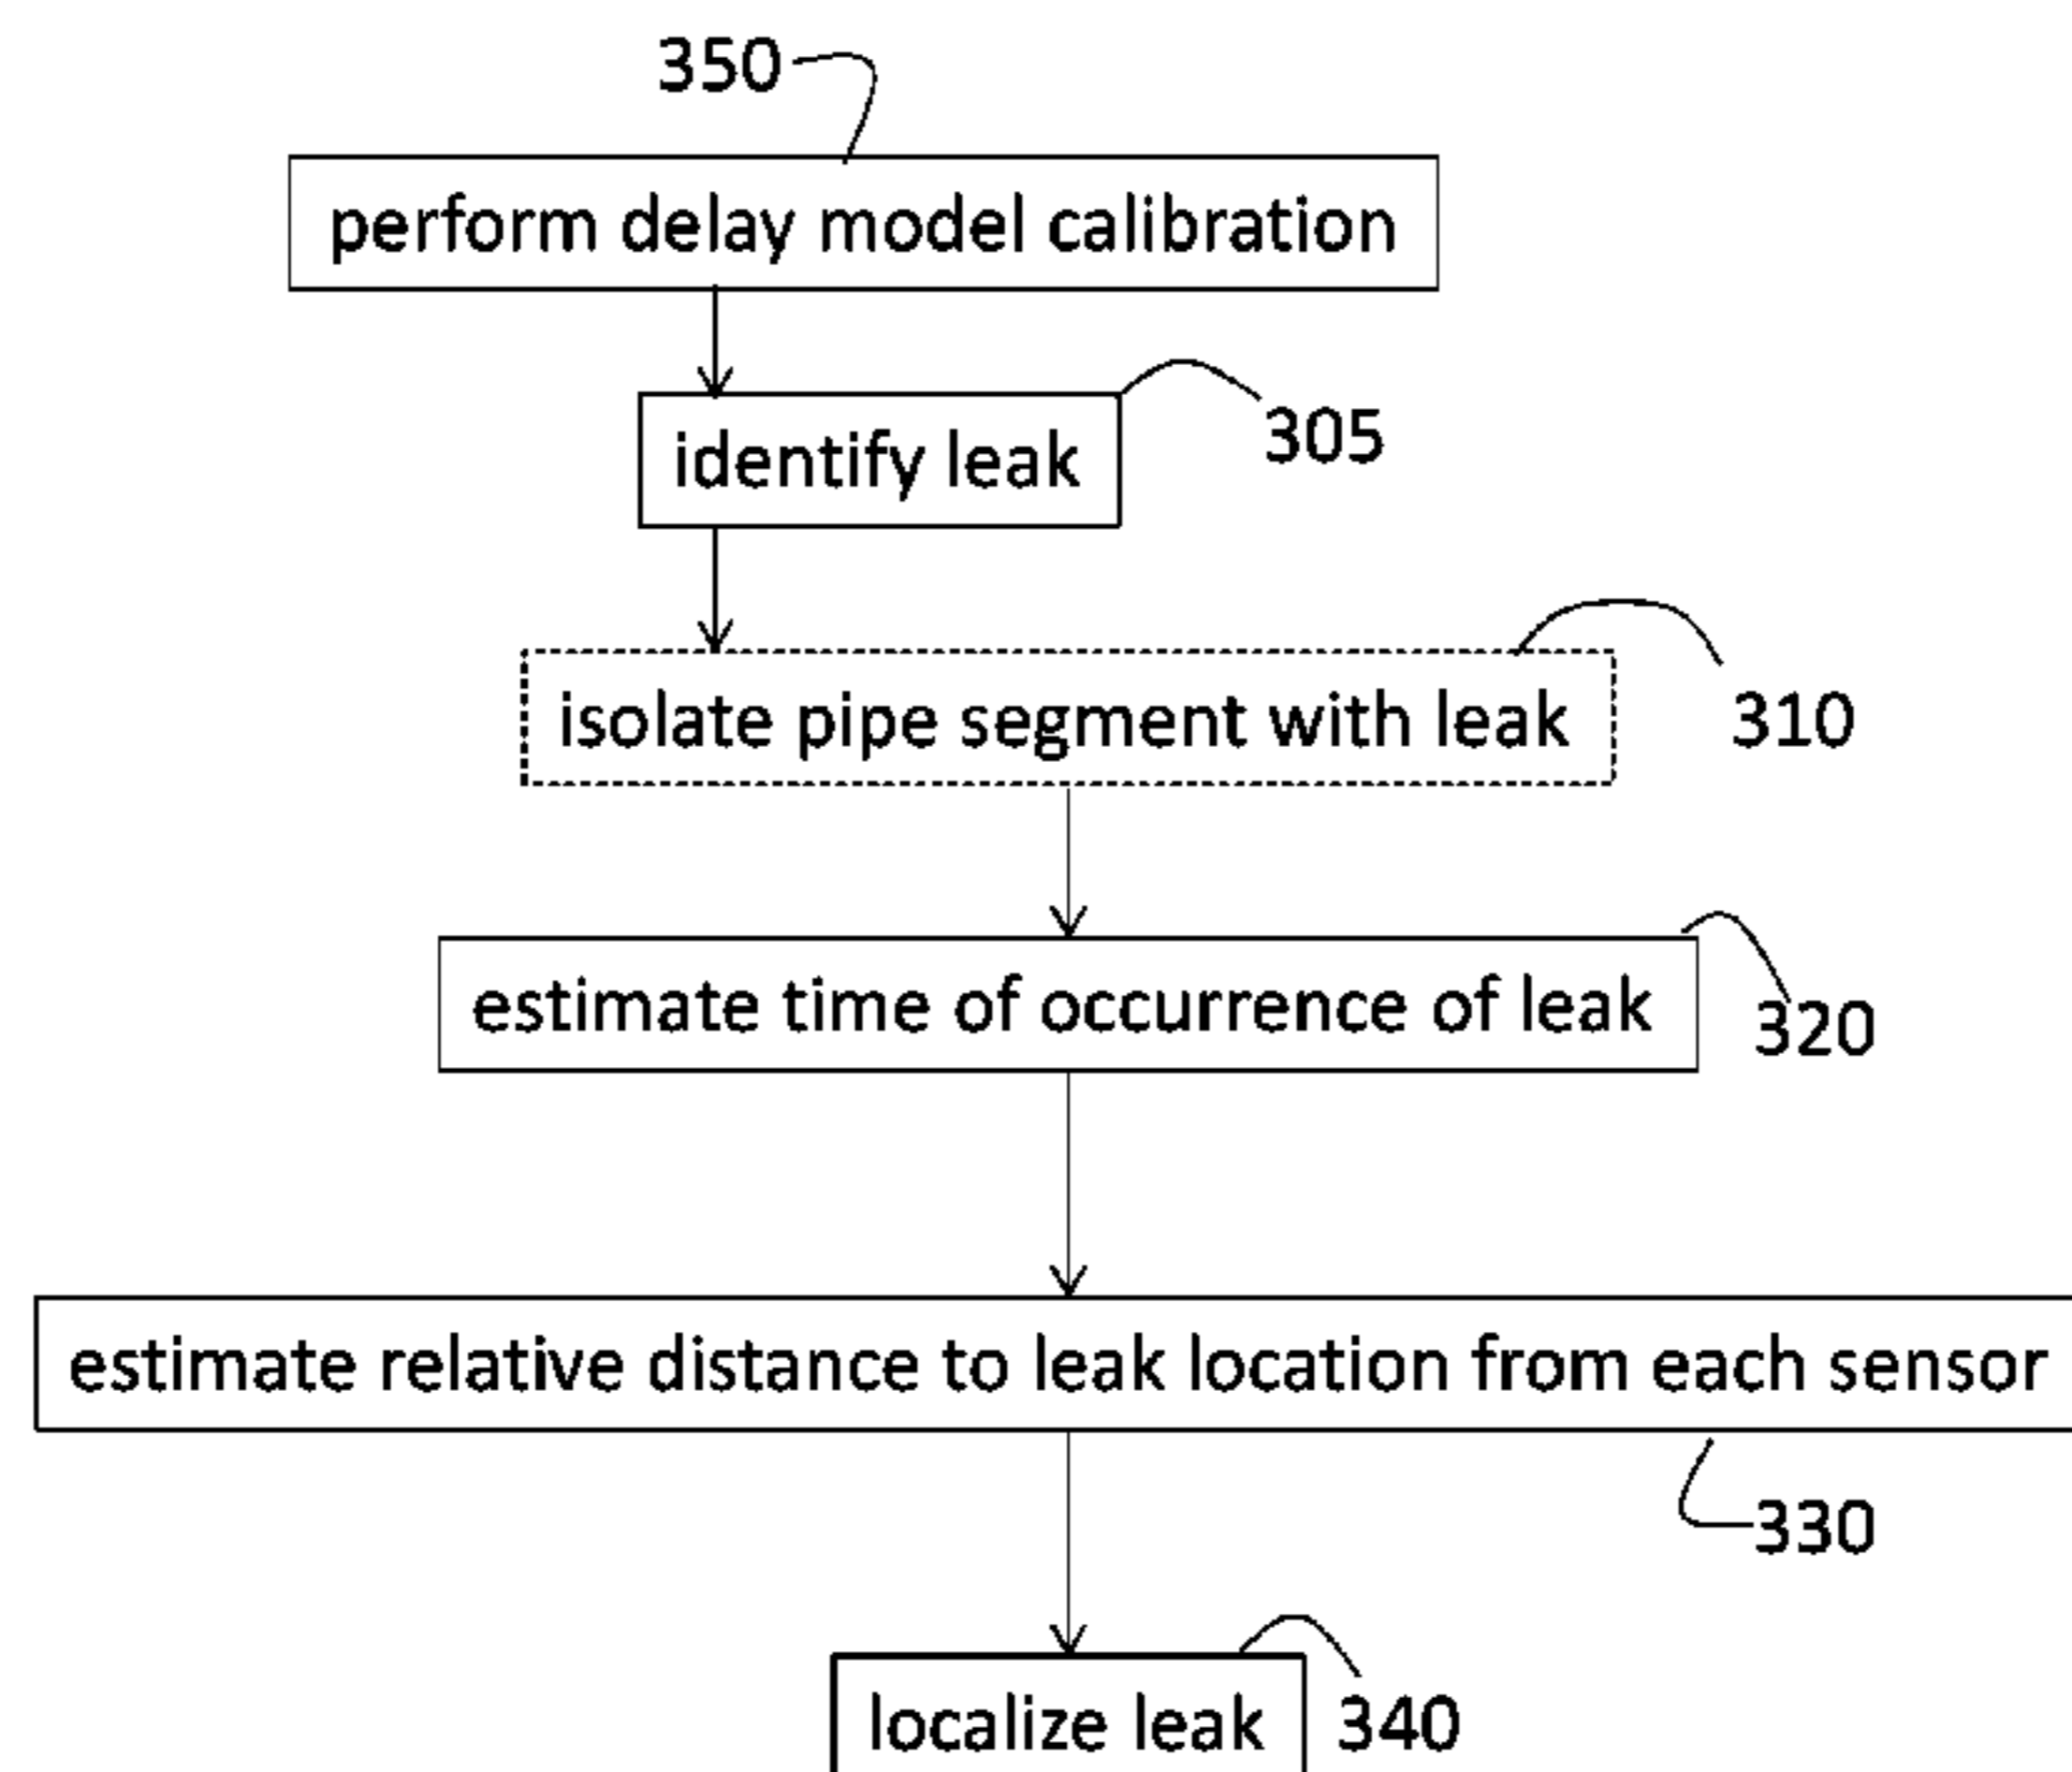 350
perform delay model calibration
identify leak
305
isolate pipe segment with leak
310
estimate time of occurrence of leak
320
estimate relative distance to leak location from each sensor
330
localize leak
340